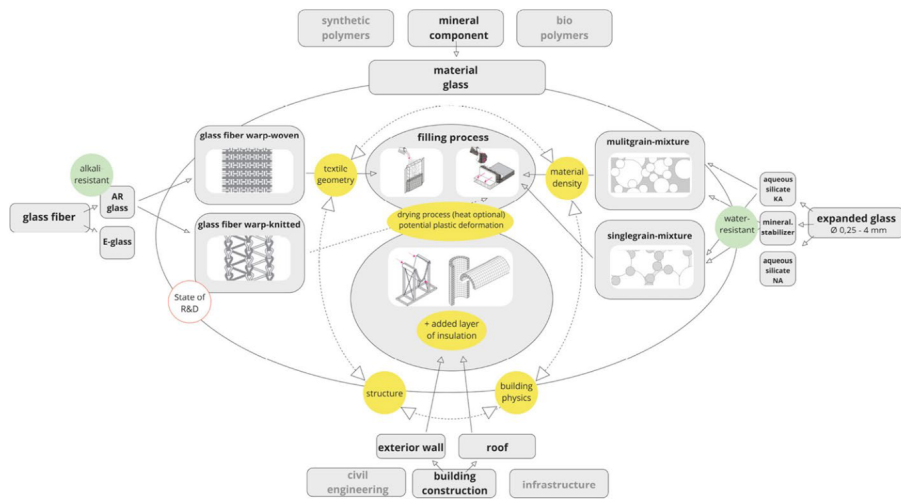 synthetic
polymers
mineral
component
bio
polymers
material
glass
glass fiber warp-woven
filling process
mulitgrain-mixture
alkali
resistant
textile
geometry
material
density
AR
glass
aqueous
silicate
KA
glass fiber
glass fiber warp-knitted
drying process (heat optional)
potential plastic deformation
singlegrain-mixture
water-
resistant
mineral.
stabilizer
expanded glass
Ø 0,25 - 4 mm
E-glass
aqueous
silicate
NA
State of
R&D
+ added layer
of insulation
structure
building
physics
exterior wall
roof
civil
engineering
building
construction
infrastructure